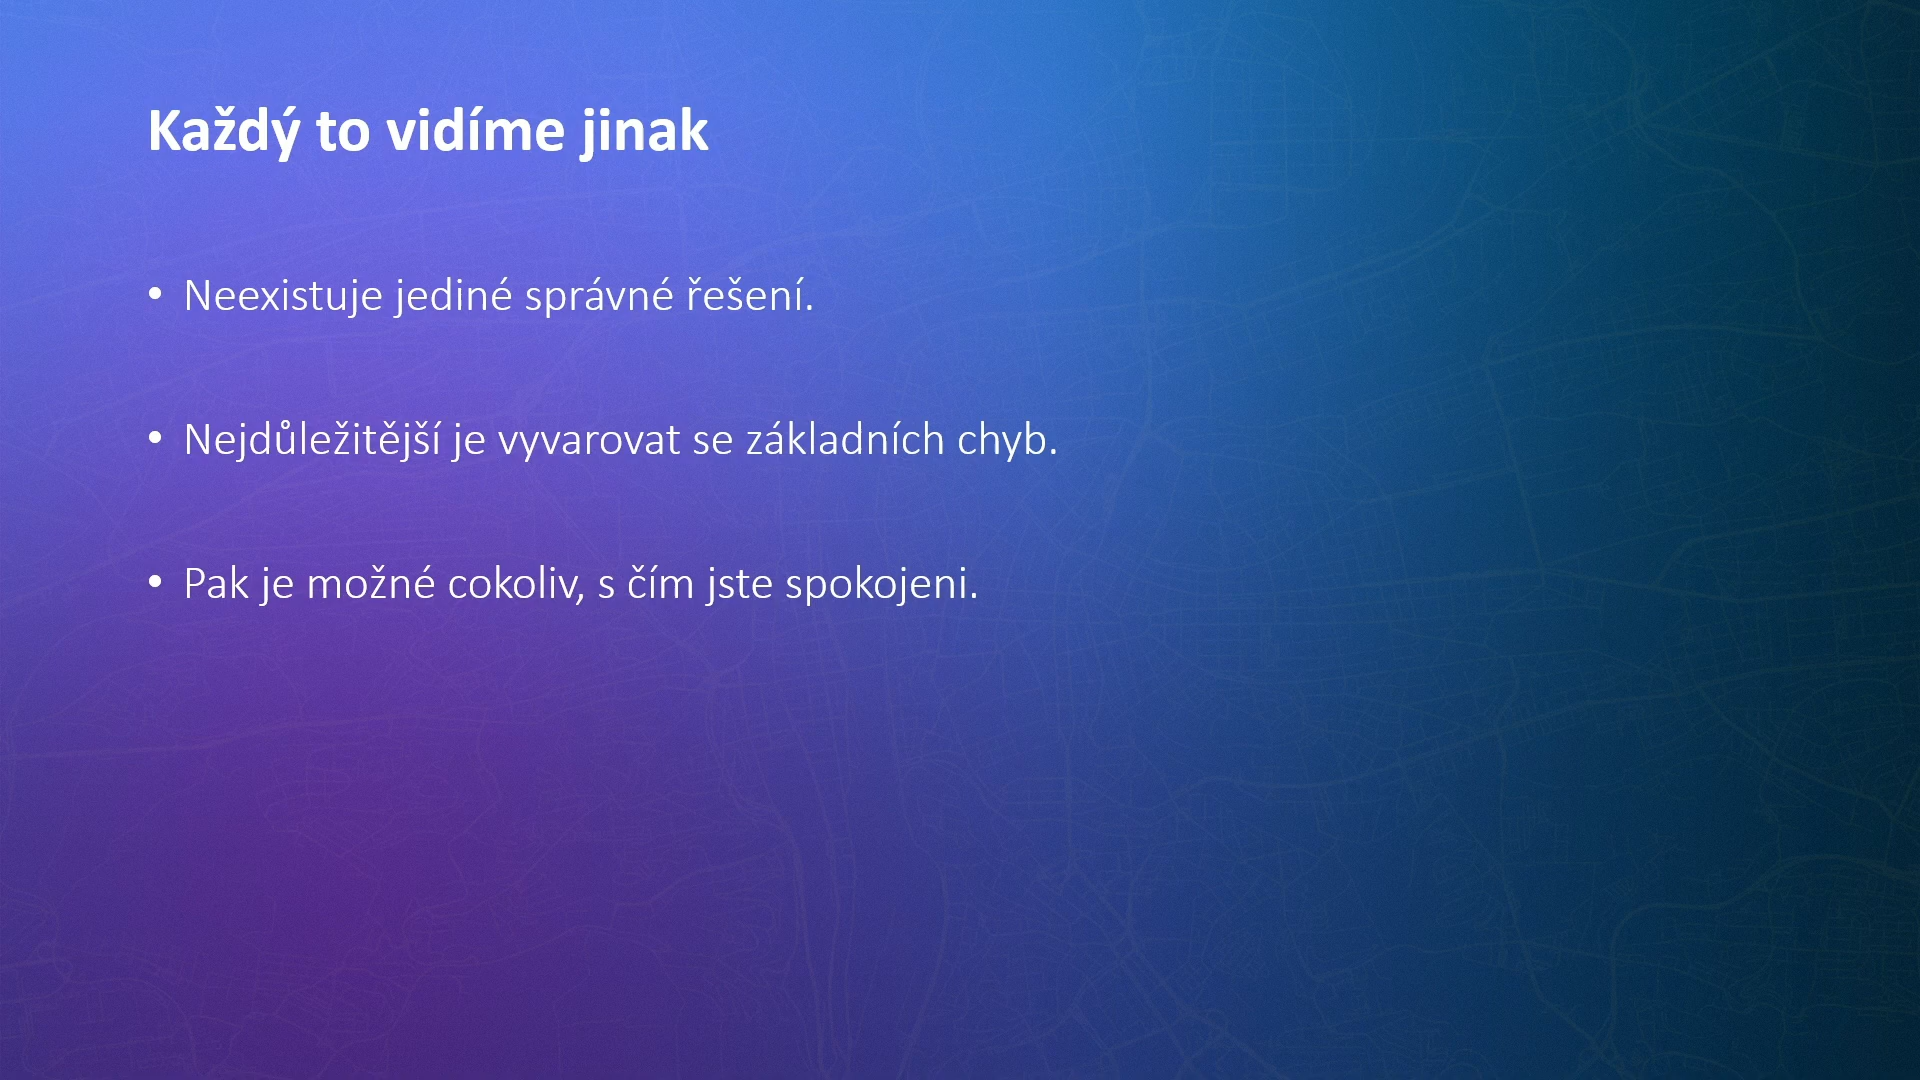 Každý to vidíme jinak
• Neexistuje jediné správné řešení.
• Nejdůležitější je vyvarovat se základních chyb.
• Pak je možné cokoliv, s čím jste spokojeni.